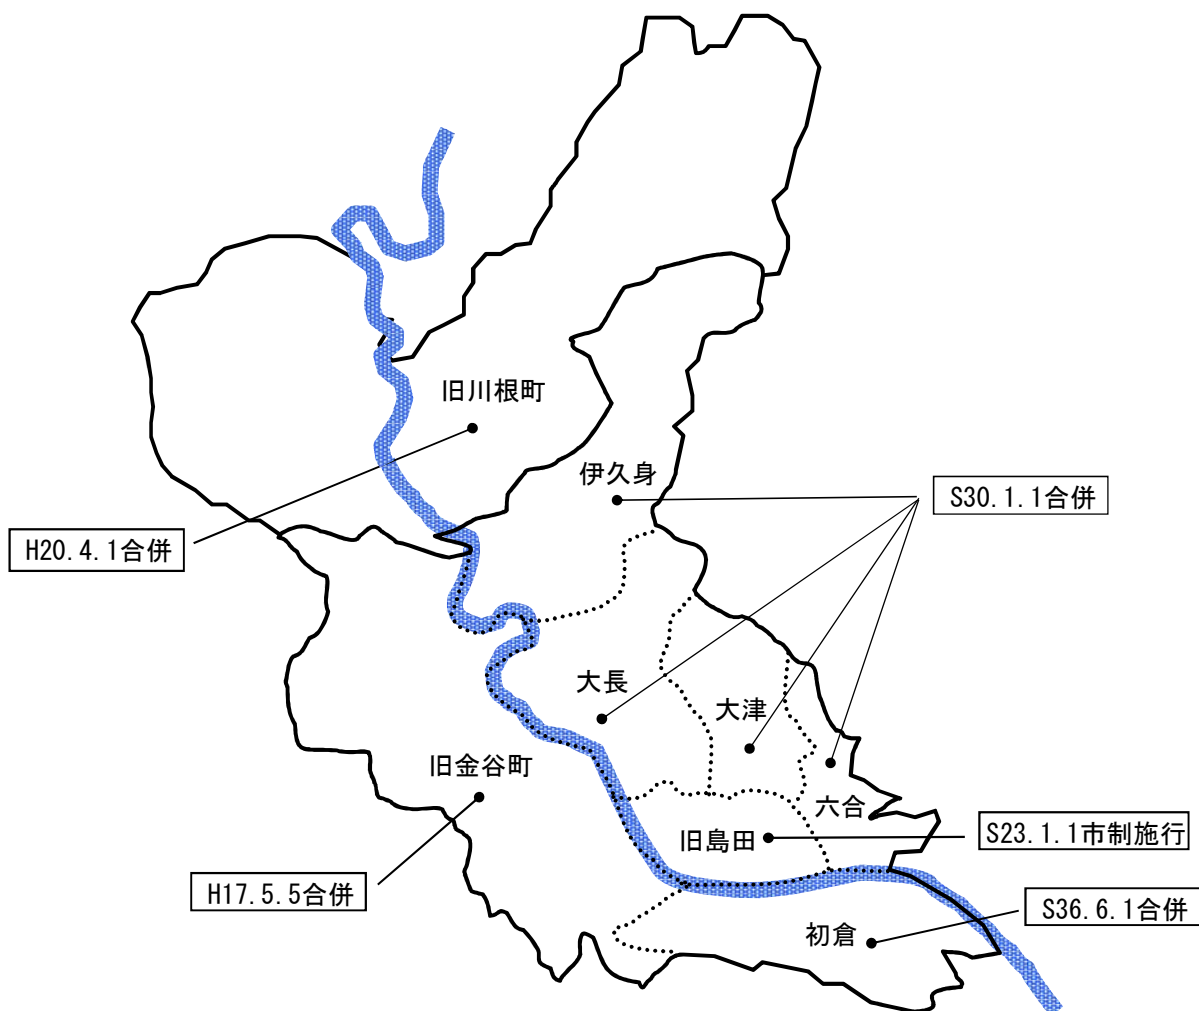 旧川根町
伊久身
S30.1.1合併
H20.4.1合併
大長
大津
旧金谷町
六合
旧島田
S23.1.1市制施行
H17.5.5合併
S36.6.1合併
初倉